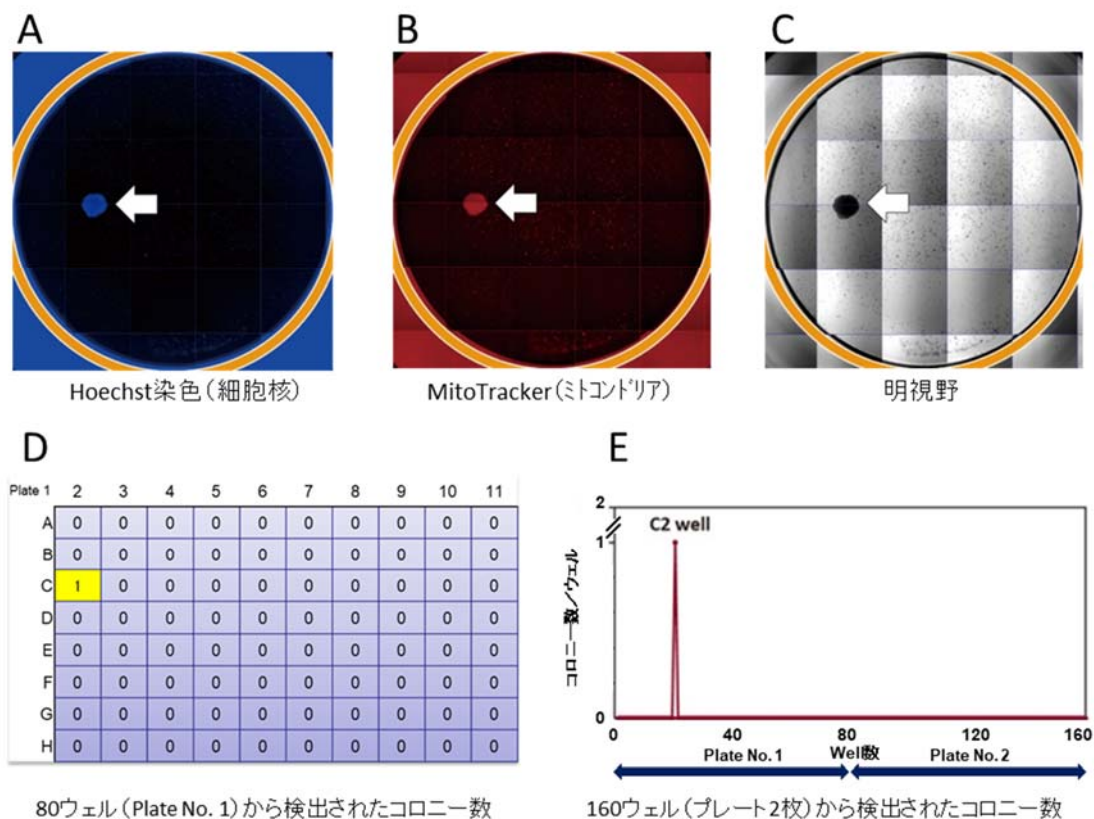 A
B
C
Hoechst染色(細胞核)
MitoTracker(ミトコンドリア)
明視野
D
Plate 1 2 3 4 5 6 7 8 9 10 11
A 0 0 0 0 0 0 0 0 0 0
B 0 0 0 0 0 0 0 0 0 0
C 1 0 0 0 0 0 0 0 0 0
D 0 0 0 0 0 0 0 0 0 0
E 0 0 0 0 0 0 0 0 0 0
F 0 0 0 0 0 0 0 0 0 0
G 0 0 0 0 0 0 0 0 0 0
H 0 0 0 0 0 0 0 0 0 0
80ウェル(Plate No. 1)から検出されたコロニー数
E
コロニー数/ウェル
2
1
0
C2 well
0 40 80 120 160
Plate No. 1 Well数 Plate No. 2
160ウェル(プレート2枚)から検出されたコロニー数